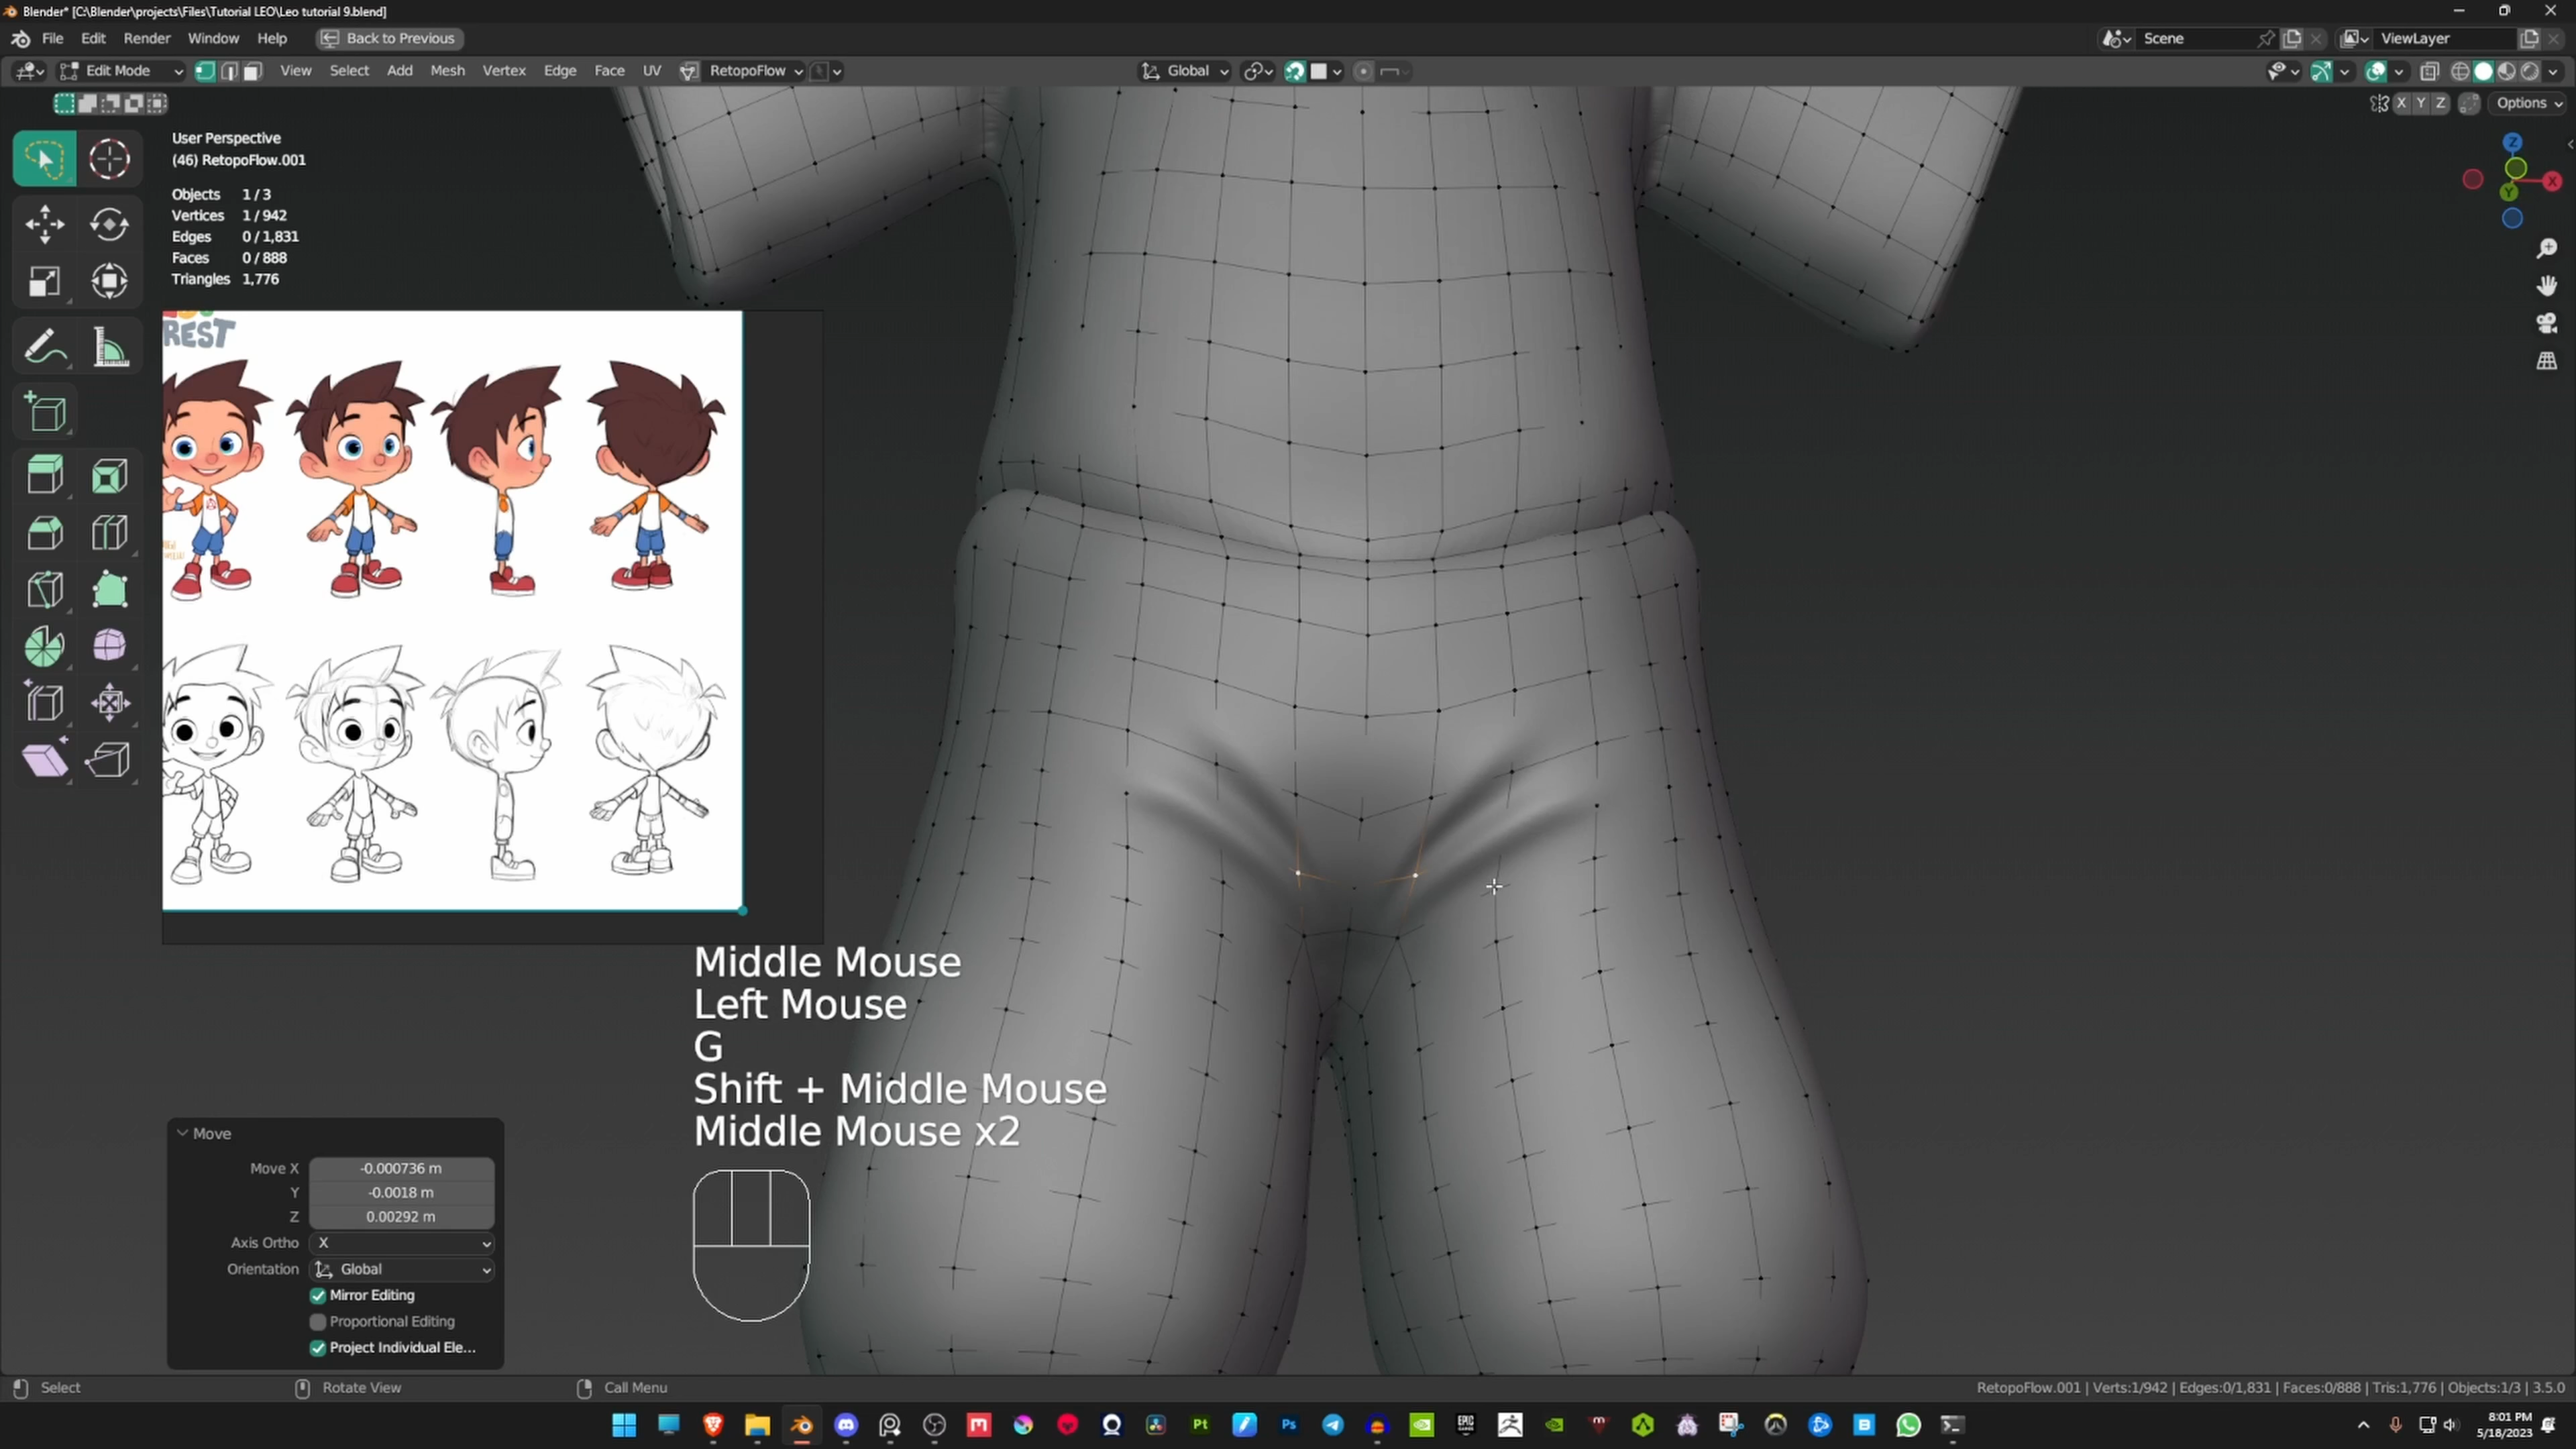 Blender* [C:\Blender\projects\Files\Tutorial LEO\Leo tutorial 9.blend]
File Edit Render Window Help Back to Previous
Scene
ViewLayer
Edit Mode View Select Add Mesh Vertex Edge Face UV RetopoFlow
Global
X Y Z
Options
User Perspective
(46) RetopoFlow.001
Objects 1 / 3
Vertices 1 / 942
Edges 0 / 1,831
Faces 0 / 888
Triangles 1,776
Z
X
Y
REST
Middle Mouse
Left Mouse
G
Shift + Middle Mouse
Middle Mouse x2
Move
Move X -0.000736 m
Y -0.0018 m
Z 0.00292 m
Axis Ortho X
Orientation Global
Mirror Editing
Proportional Editing
Project Individual Ele...
Select
Rotate View
Call Menu
RetopoFlow.001 | Verts:1/942 | Edges:0/1,831 | Faces:0/888 | Tris:1,776 | Objects:1/3 | 3.5.0
Pt
Ps
EPIC GAMES
B
8:01 PM
5/18/2023